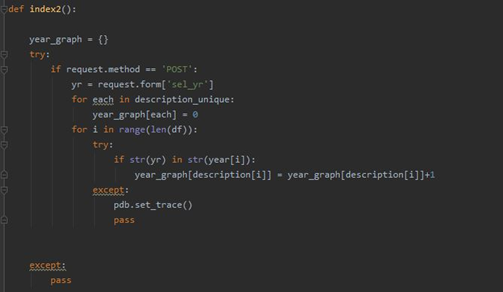 def index2():
    year_graph = {}
    try:
        if request.method == 'POST':
            yr = request.form['sel_yr']
            for each in description_unique:
                year_graph[each] = 0
            for i in range(len(df)):
                try:
                    if str(yr) in str(year[i]):
                        year_graph[description[i]] = year_graph[description[i]]+1
                except:
                    pdb.set_trace()
                    pass
    except:
        pass